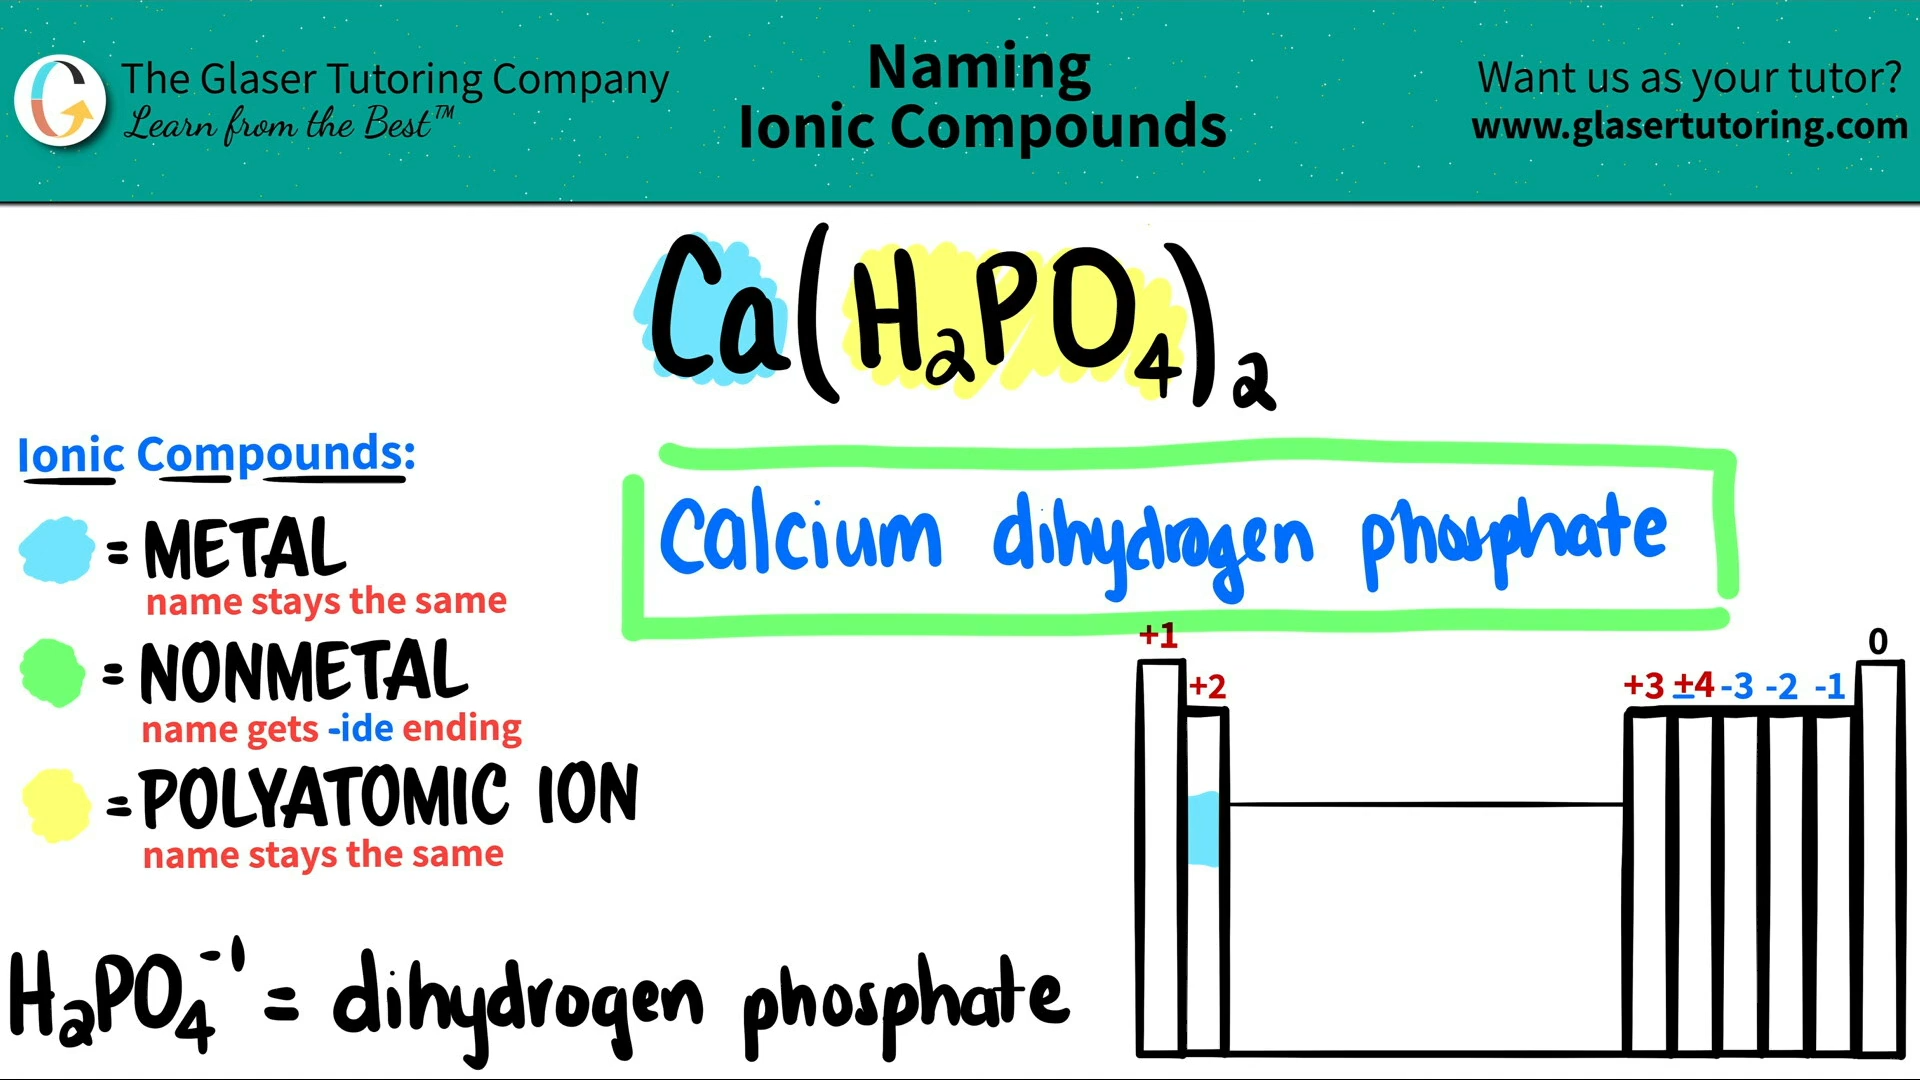 The Glaser Tutoring Company
Learn from the Best™
Naming
Ionic Compounds
Want us as your tutor?
www.glasertutoring.com
Ca(H₂PO₄)₂
Calcium dihydrogen phosphate
Ionic Compounds:
= METAL
name stays the same
= NONMETAL
name gets -ide ending
= POLYATOMIC ION
name stays the same
H₂PO₄⁻¹ = dihydrogen phosphate
+1
0
+2
+3 ±4 -3 -2 -1